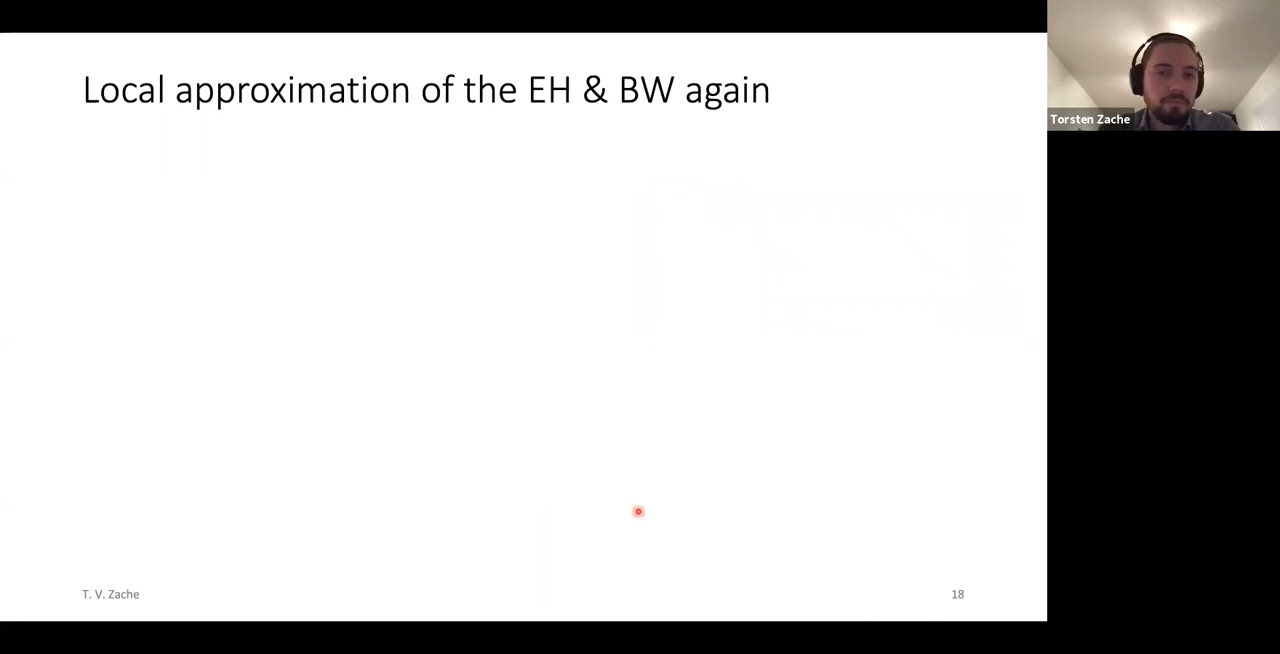 Local approximation of the EH & BW again
Torsten Zache
T. V. Zache
18